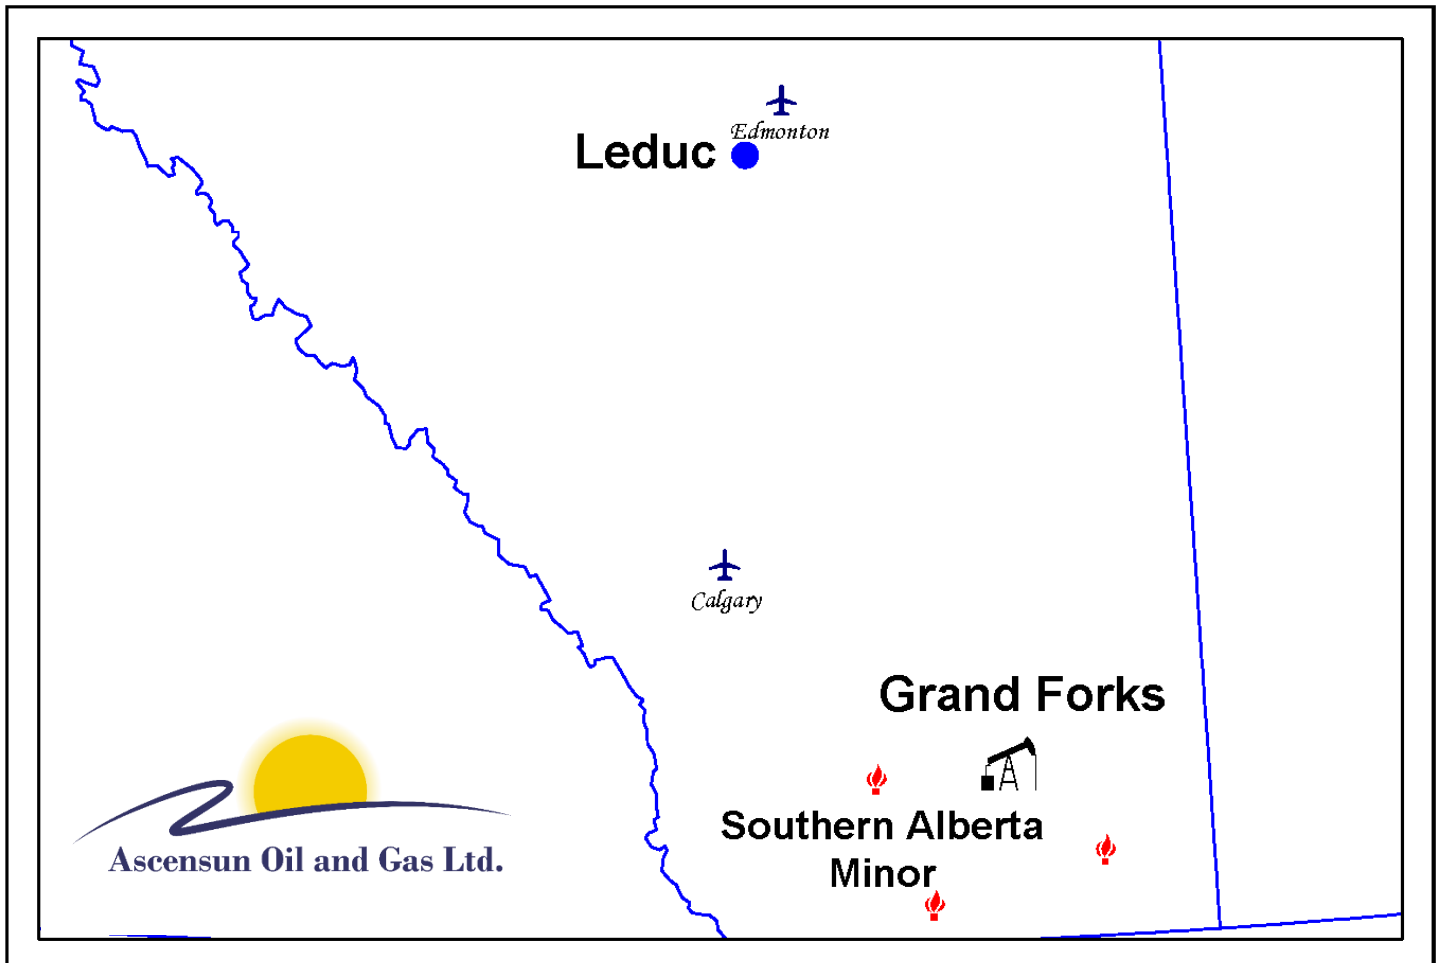 Edmonton
Leduc
Calgary
Grand Forks
Southern Alberta
Minor
Ascensun Oil and Gas Ltd.